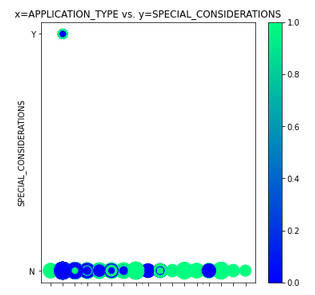 x=APPLICATION_TYPE vs. y=SPECIAL_CONSIDERATIONS
1.0
Y
0.8
0.6
SPECIAL_CONSIDERATIONS
0.4
0.2
N
0.0